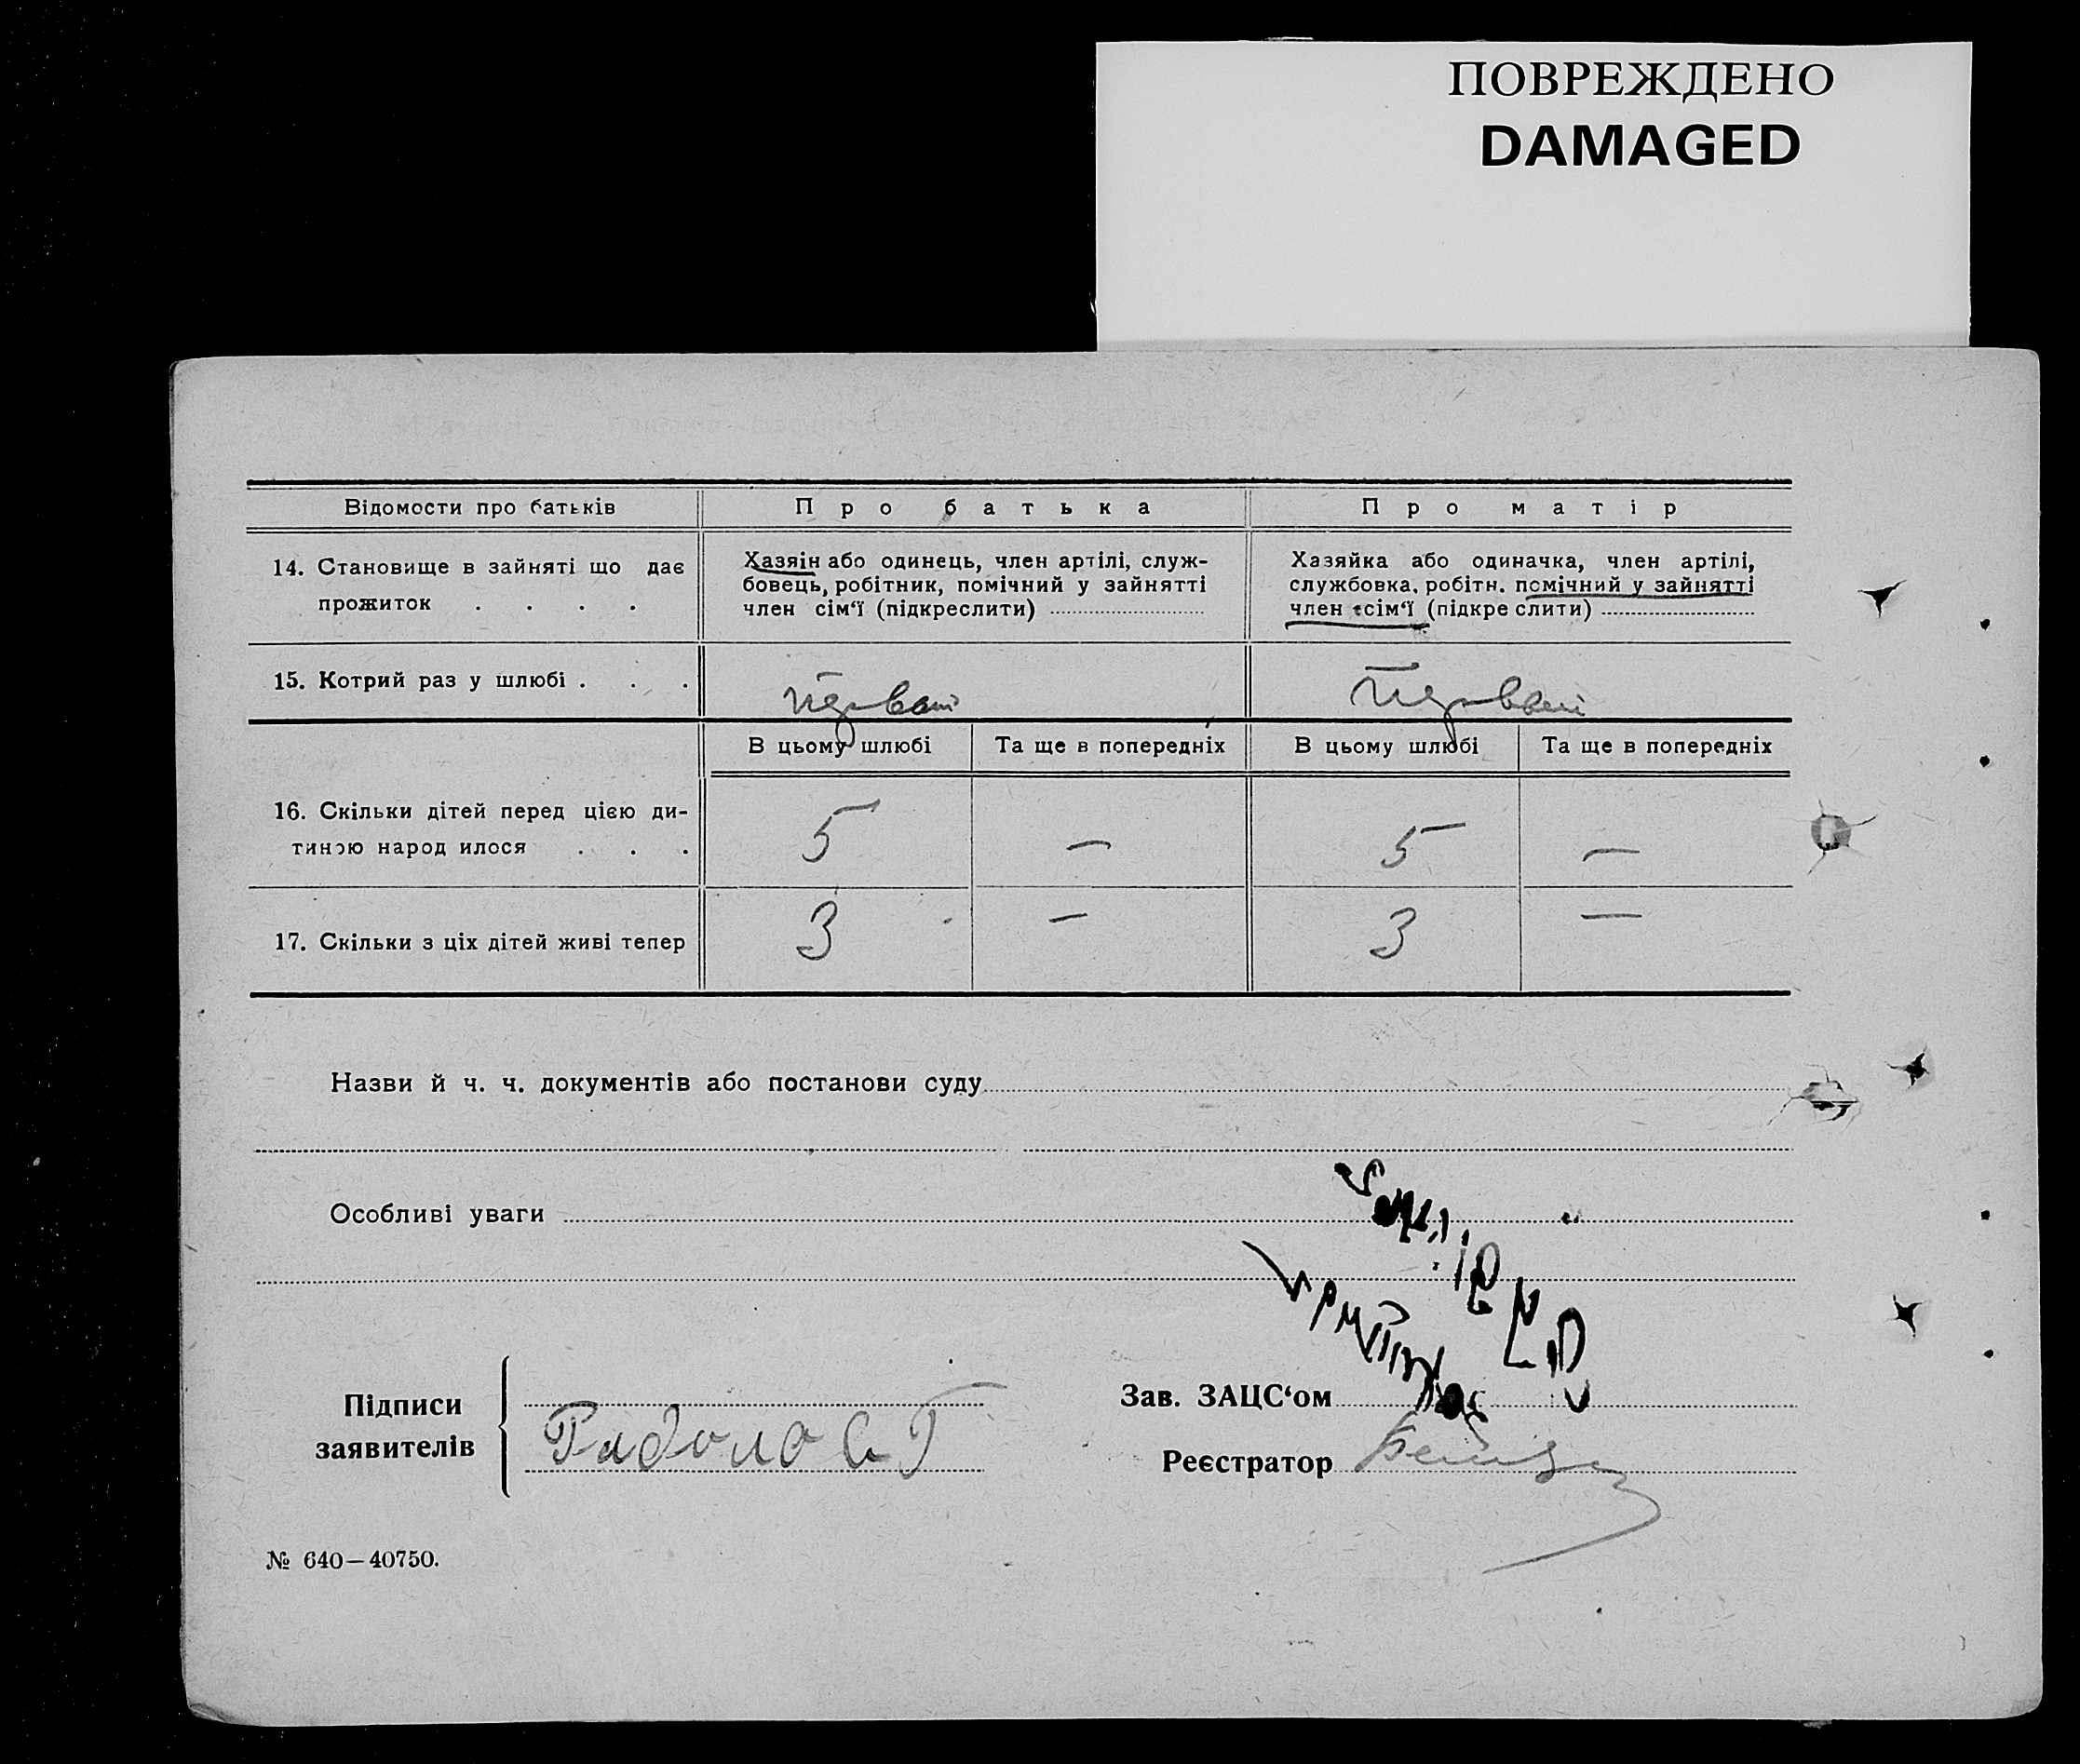 ПОВРЕЖДЕНО
DAMAGED
Відомости про батьків
Про батька
Про матір
14. Становище в зайняті що дає
прожиток . . . .
Хазяін або одинець, член артілі, служ-
бовець, робітник, помічний у зайнятті
член сім‘ї (підкреслити)
Хазяйка або одиначка, член артілі,
службовка, робітн. помічний у зайнятті
член сім‘ї (підкреслити)
15. Котрий раз у шлюбі . . .
В цьому шлюбі
Та ще в попередніх
В цьому шлюбі
Та ще в попередніх
16. Скільки дітей перед цією ди-
тиною народилося . . .
5
—
5
—
17. Скільки з ціх дітей живі тепер
3
—
3
—
Назви й ч. ч. документів або постанови суду
Особливі уваги
Підписи
заявителів
Зав. ЗАЦС‘ом
Реєстратор
№ 640—40750.